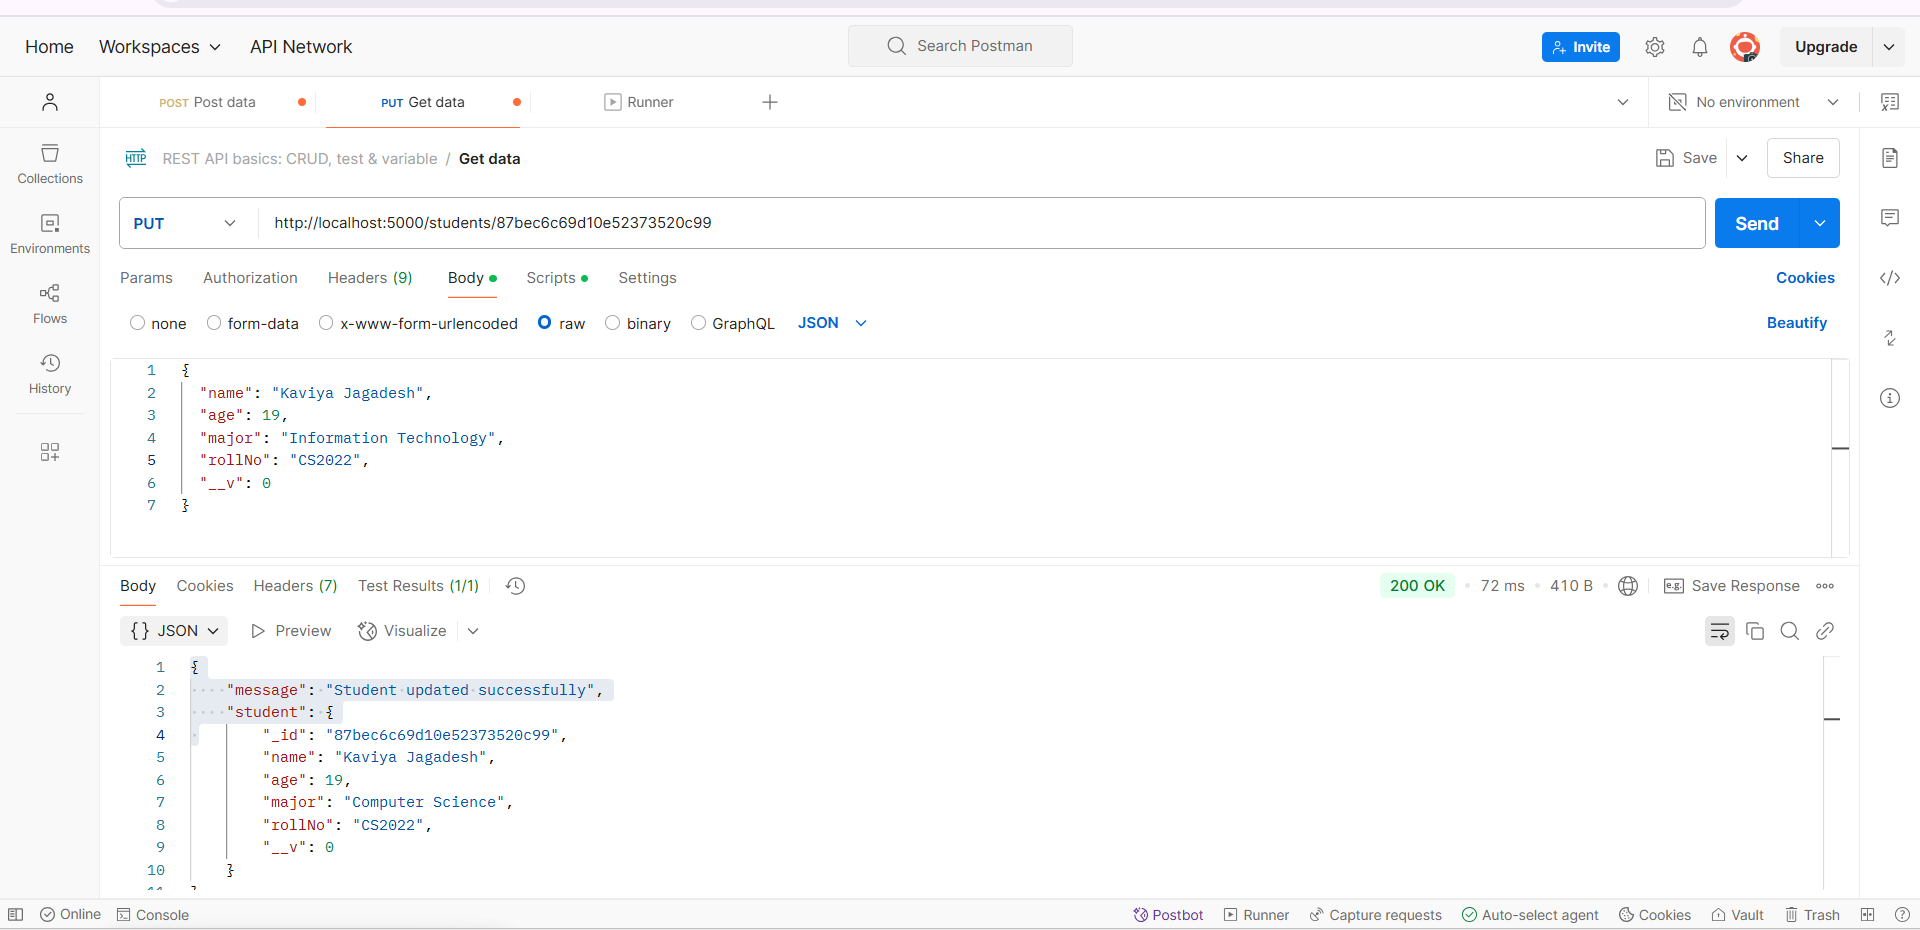 Home Workspaces API Network Search Postman Invite Upgrade
POST Post data PUT Get data Runner No environment
REST API basics: CRUD, test & variable / Get data Save Share
Collections
PUT http://localhost:5000/students/87bec6c69d10e52373520c99 Send
Environments
Params Authorization Headers (9) Body Scripts Settings Cookies
Flows
none form-data x-www-form-urlencoded raw binary GraphQL JSON Beautify
History
1 {
2 "name": "Kaviya Jagadesh",
3 "age": 19,
4 "major": "Information Technology",
5 "rollNo": "CS2022",
6 "__v": 0
7 }
Body Cookies Headers (7) Test Results (1/1) 200 OK 72 ms 410 B e.g. Save Response
{} JSON Preview Visualize
1 {
2 "message": "Student updated successfully",
3 "student": {
4 "_id": "87bec6c69d10e52373520c99",
5 "name": "Kaviya Jagadesh",
6 "age": 19,
7 "major": "Computer Science",
8 "rollNo": "CS2022",
9 "__v": 0
10 }
Online Console Postbot Runner Capture requests Auto-select agent Cookies Vault Trash